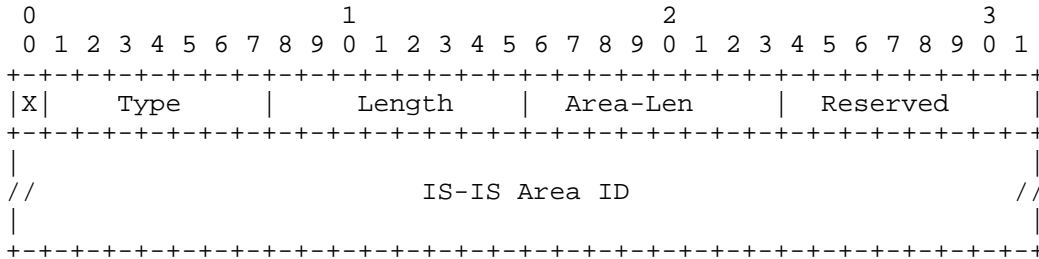 0                   1                   2                   3
 0 1 2 3 4 5 6 7 8 9 0 1 2 3 4 5 6 7 8 9 0 1 2 3 4 5 6 7 8 9 0 1
+-+-+-+-+-+-+-+-+-+-+-+-+-+-+-+-+-+-+-+-+-+-+-+-+-+-+-+-+-+-+-+-+
|X|    Type     |     Length    |  Area-Len     |  Reserved     |
+-+-+-+-+-+-+-+-+-+-+-+-+-+-+-+-+-+-+-+-+-+-+-+-+-+-+-+-+-+-+-+-+
|                                                               |
//                        IS-IS Area ID                        //
|                                                               |
+-+-+-+-+-+-+-+-+-+-+-+-+-+-+-+-+-+-+-+-+-+-+-+-+-+-+-+-+-+-+-+-+